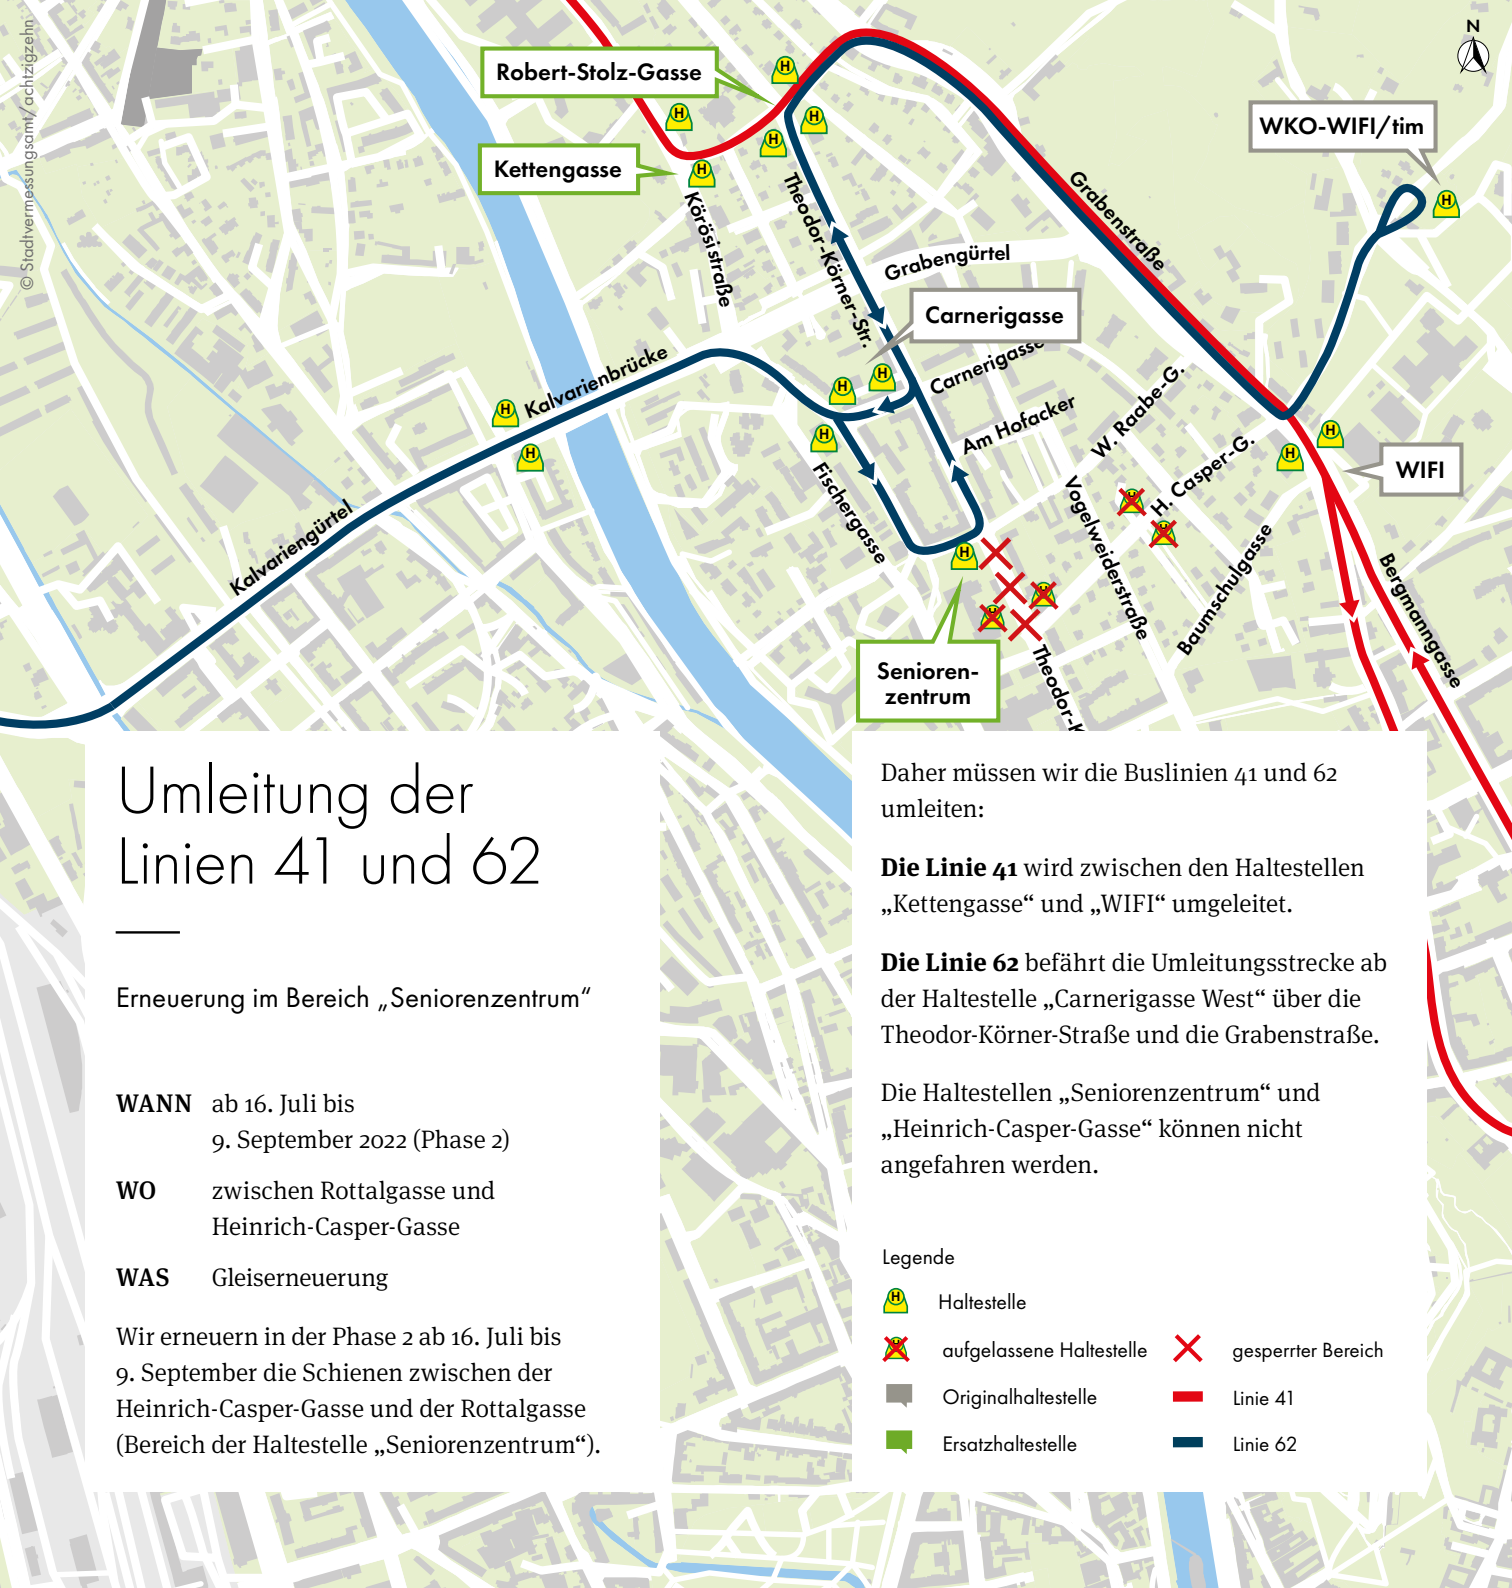 © Stadtvermessungsamt/achtzigzehn
N
Robert-Stolz-Gasse
Kettengasse
WKO-WIFI/tim
Körösistraße
Theodor-Körner-Str.
Grabenstraße
Grabengürtel
Carnerigasse
Carnerigasse
Kalvarienbrücke
Kalvariengürtel
Am Hofacker
W. Raabe-G.
H. Casper-G.
WIFI
Fischergasse
Vogelweiderstraße
Baumschulgasse
Bergmanngasse
Senioren-
zentrum
Theodor-K
Umleitung der
Linien 41 und 62
Erneuerung im Bereich „Seniorenzentrum“
WANN ab 16. Juli bis
9. September 2022 (Phase 2)
WO zwischen Rottalgasse und
Heinrich-Casper-Gasse
WAS Gleiserneuerung
Wir erneuern in der Phase 2 ab 16. Juli bis
9. September die Schienen zwischen der
Heinrich-Casper-Gasse und der Rottalgasse
(Bereich der Haltestelle „Seniorenzentrum“).
Daher müssen wir die Buslinien 41 und 62
umleiten:
Die Linie 41 wird zwischen den Haltestellen
„Kettengasse“ und „WIFI“ umgeleitet.
Die Linie 62 befährt die Umleitungsstrecke ab
der Haltestelle „Carnerigasse West“ über die
Theodor-Körner-Straße und die Grabenstraße.
Die Haltestellen „Seniorenzentrum“ und
„Heinrich-Casper-Gasse“ können nicht
angefahren werden.
Legende
H Haltestelle
H aufgelassene Haltestelle
gesperrter Bereich
Originalhaltestelle
Linie 41
Ersatzhaltestelle
Linie 62